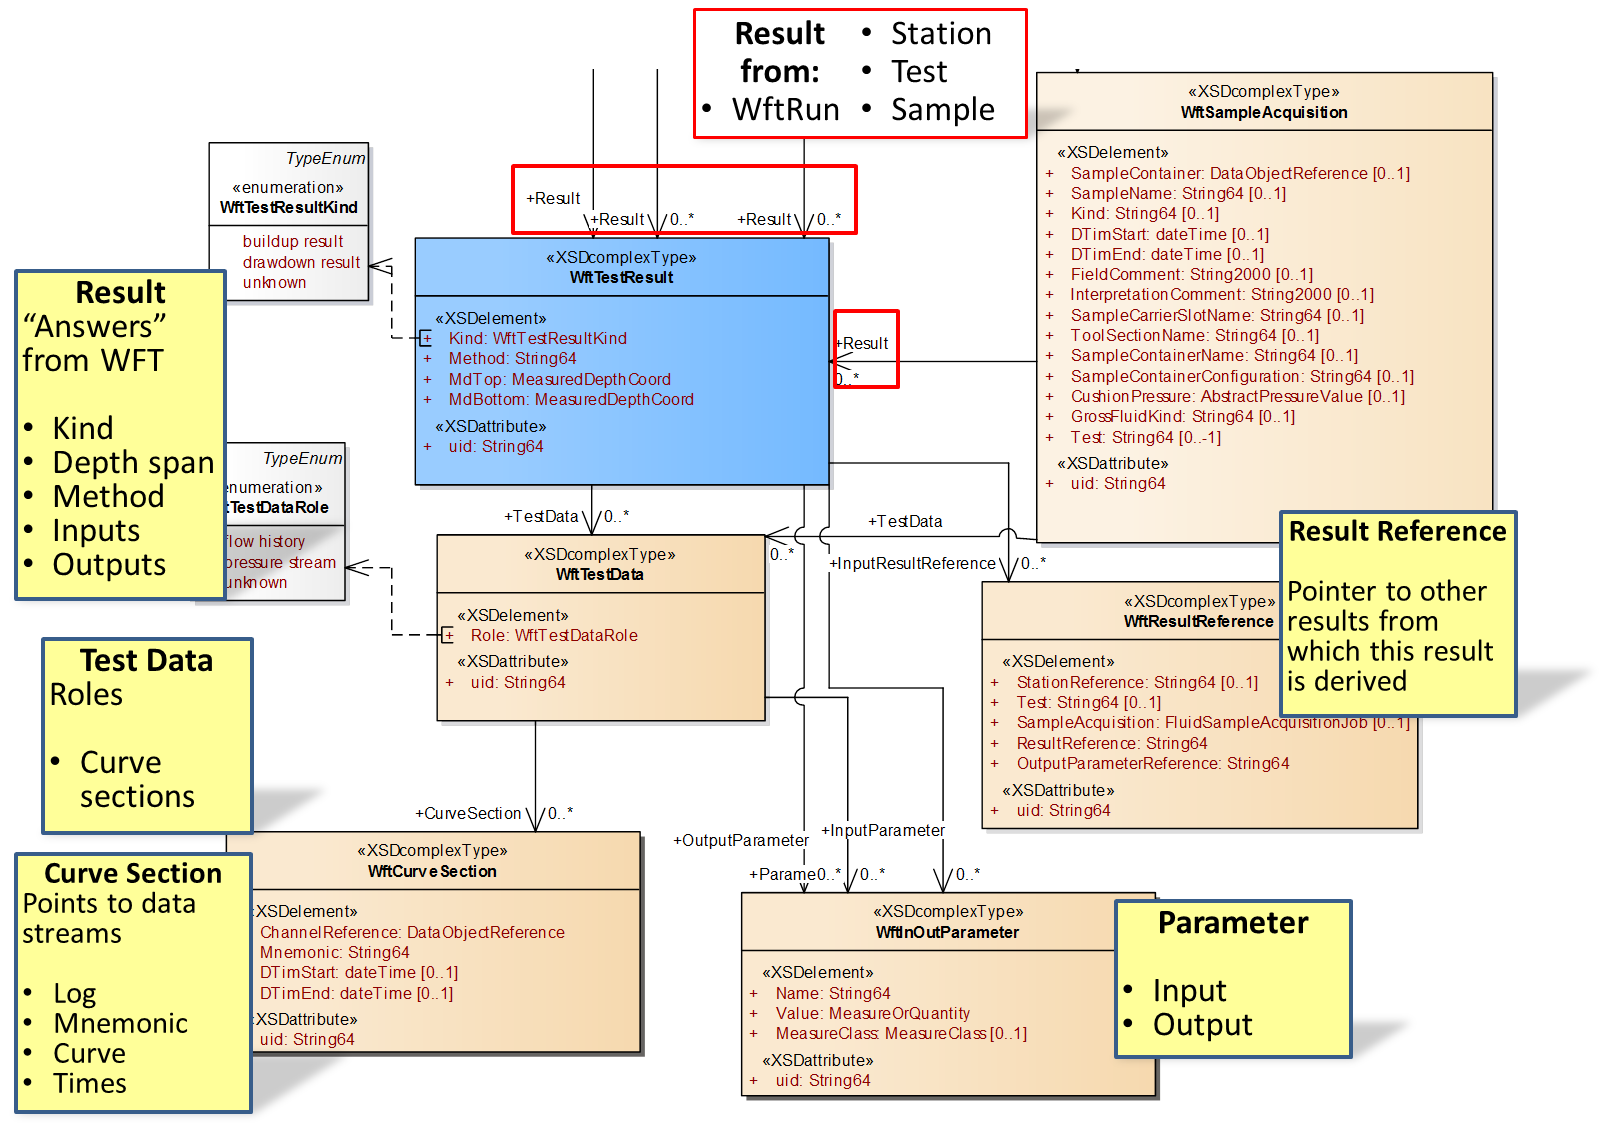 Result
from:
• WftRun
• Station
• Test
• Sample
«XSDcomplexType»
WftSampleAcquisition
«XSDelement»
+ SampleContainer: DataObjectReference [0..1]
+ SampleName: String64 [0..1]
+ Kind: String64 [0..1]
+ DTimStart: dateTime [0..1]
+ DTimEnd: dateTime [0..1]
+ FieldComment: String2000 [0..1]
+ InterpretationComment: String2000 [0..1]
+ SampleCarrierSlotName: String64 [0..1]
+ ToolSectionName: String64 [0..1]
+ SampleContainerName: String64 [0..1]
+ SampleContainerConfiguration: String64 [0..1]
+ CushionPressure: AbstractPressureValue [0..1]
+ GrossFluidKind: String64 [0..1]
+ Test: String64 [0..-1]
«XSDattribute»
+ uid: String64
TypeEnum
«enumeration»
WftTestResultKind
buildup result
drawdown result
unknown
+Result
+Result 0..*
+Result 0..*
«XSDcomplexType»
WftTestResult
«XSDelement»
+ Kind: WftTestResultKind
+ Method: String64
+ MdTop: MeasuredDepthCoord
+ MdBottom: MeasuredDepthCoord
«XSDattribute»
+ uid: String64
+Result
0..*
Result
“Answers”
from WFT
• Kind
• Depth span
• Method
• Inputs
• Outputs
TypeEnum
enumeration»
tTestDataRole
flow history
pressure stream
unknown
+TestData 0..*
+TestData
0..*
+InputResultReference 0..*
«XSDcomplexType»
WftTestData
«XSDelement»
+ Role: WftTestDataRole
«XSDattribute»
+ uid: String64
«XSDcomplexType»
WftResultReference
«XSDelement»
+ StationReference: String64 [0..1]
+ Test: String64 [0..1]
+ SampleAcquisition: FluidSampleAcquisitionJob [0..1]
+ ResultReference: String64
+ OutputParameterReference: String64
«XSDattribute»
+ uid: String64
Result Reference
Pointer to other
results from
which this result
is derived
Test Data
Roles
• Curve
sections
+CurveSection 0..*
+OutputParameter
+InputParameter
+Parame 0..* 0..* 0..*
«XSDcomplexType»
WftCurveSection
XSDelement»
ChannelReference: DataObjectReference
Mnemonic: String64
DTimStart: dateTime [0..1]
DTimEnd: dateTime [0..1]
XSDattribute»
uid: String64
Curve Section
Points to data
streams
• Log
• Mnemonic
• Curve
• Times
«XSDcomplexType»
WftInOutParameter
«XSDelement»
+ Name: String64
+ Value: MeasureOrQuantity
+ MeasureClass: MeasureClass [0..1]
«XSDattribute»
+ uid: String64
Parameter
• Input
• Output